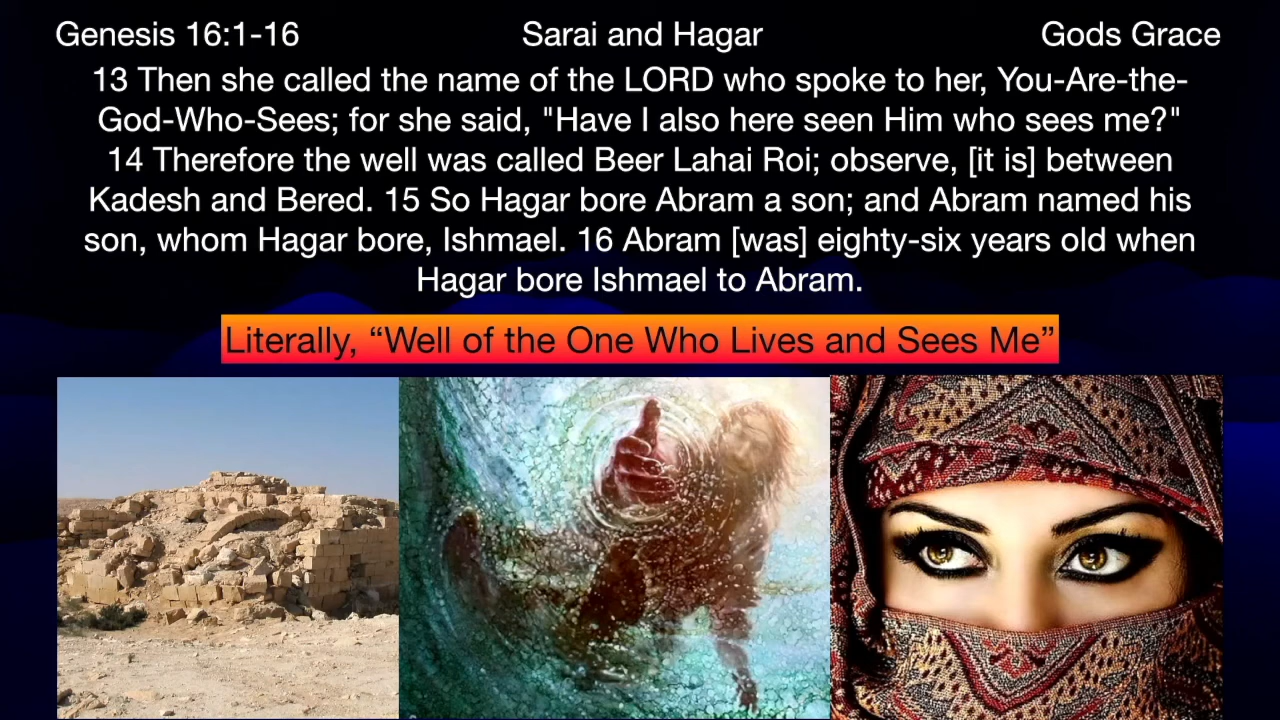 Genesis 16:1-16 Sarai and Hagar Gods Grace
13 Then she called the name of the LORD who spoke to her, You-Are-the-
God-Who-Sees; for she said, "Have I also here seen Him who sees me?"
14 Therefore the well was called Beer Lahai Roi; observe, [it is] between
Kadesh and Bered. 15 So Hagar bore Abram a son; and Abram named his
son, whom Hagar bore, Ishmael. 16 Abram [was] eighty-six years old when
Hagar bore Ishmael to Abram.
Literally, “Well of the One Who Lives and Sees Me”